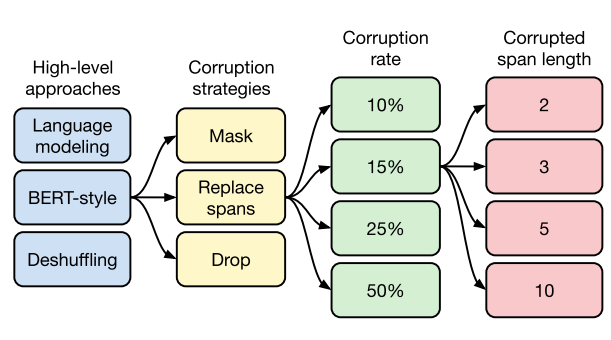 High-level
approaches
Language
modeling
BERT-style
Deshuffling
Corruption
strategies
Mask
Replace
spans
Drop
Corruption
rate
10%
15%
25%
50%
Corrupted
span length
2
3
5
10